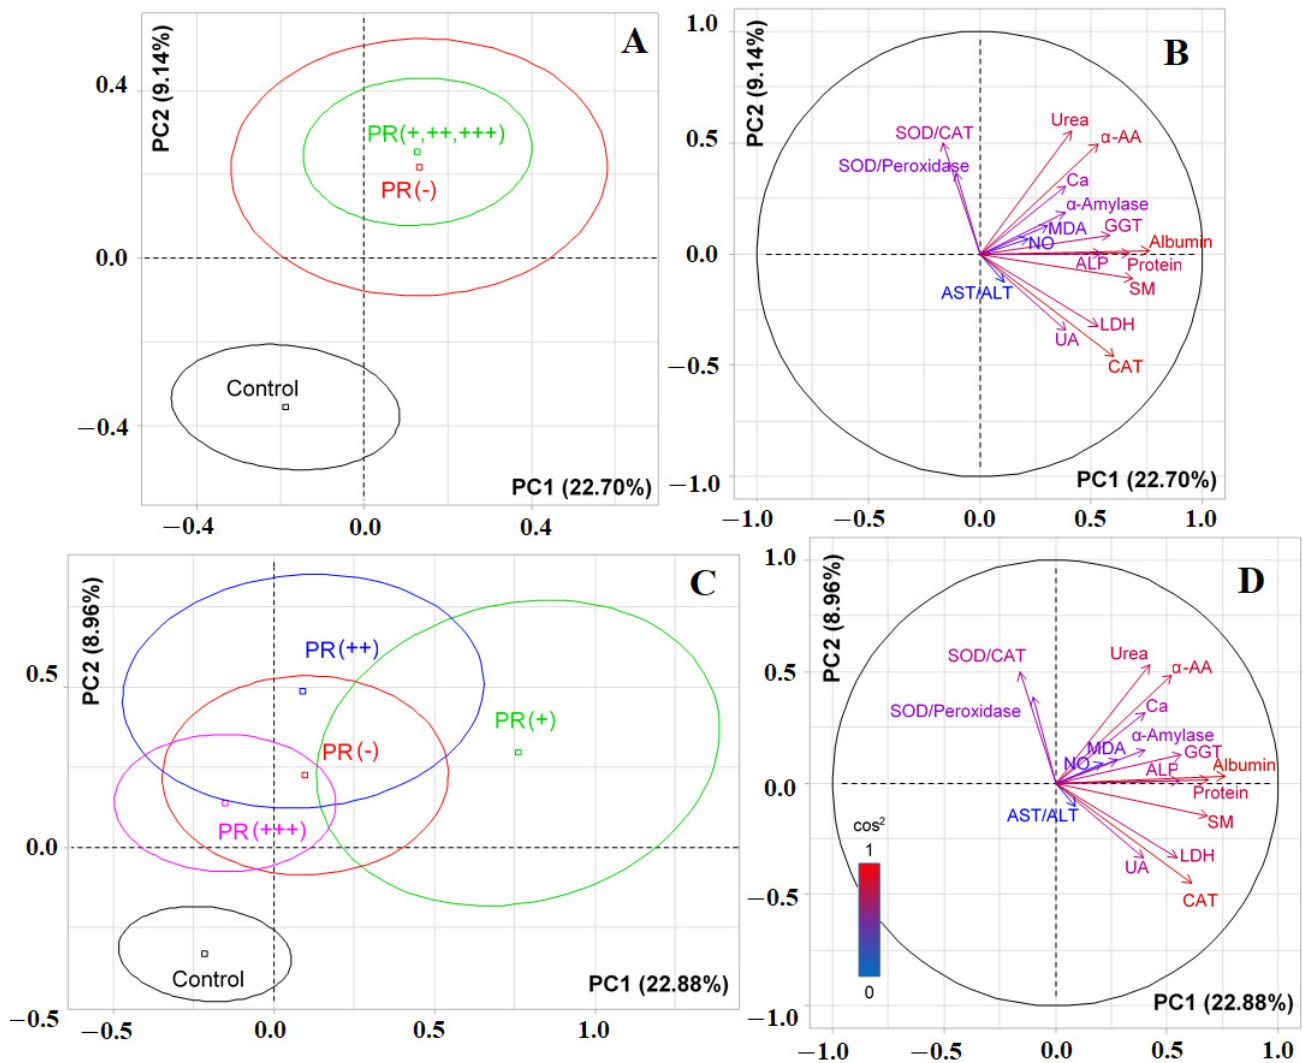 A
PC2 (9.14%)
0.4
0.0
−0.4
PR(+,++,+++)
PR(-)
Control
PC1 (22.70%)
−0.4
0.0
0.4
B
PC2 (9.14%)
1.0
0.5
0.0
−0.5
−1.0
Urea
SOD/CAT
α-AA
SOD/Peroxidase
Ca
α-Amylase
GGT
MDA
NO
Albumin
ALP
Protein
SM
AST/ALT
LDH
UA
CAT
PC1 (22.70%)
−1.0
−0.5
0.0
0.5
1.0
C
PC2 (8.96%)
0.5
0.0
−0.5
PR(++)
PR(+)
PR(-)
PR(+++)
Control
PC1 (22.88%)
−0.5
0.0
0.5
1.0
D
PC2 (8.96%)
1.0
0.5
0.0
−0.5
−1.0
Urea
SOD/CAT
α-AA
Ca
SOD/Peroxidase
α-Amylase
MDA
GGT
NO
ALP
Albumin
Protein
AST/ALT
SM
LDH
UA
CAT
cos²
1
0
PC1 (22.88%)
−1.0
−0.5
0.0
0.5
1.0